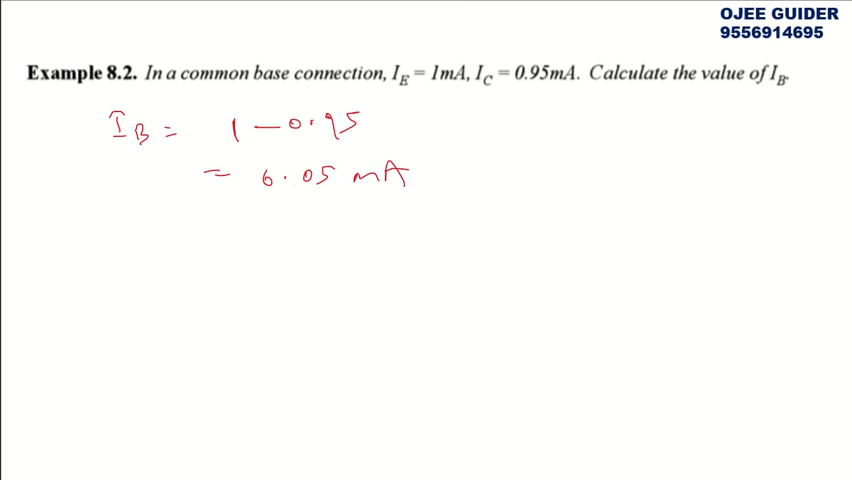 OJEE GUIDER
9556914695
Example 8.2. In a common base connection, I_E = 1mA, I_C = 0.95mA. Calculate the value of I_B.
I_B = 1 — 0.95
= 0.05 mA